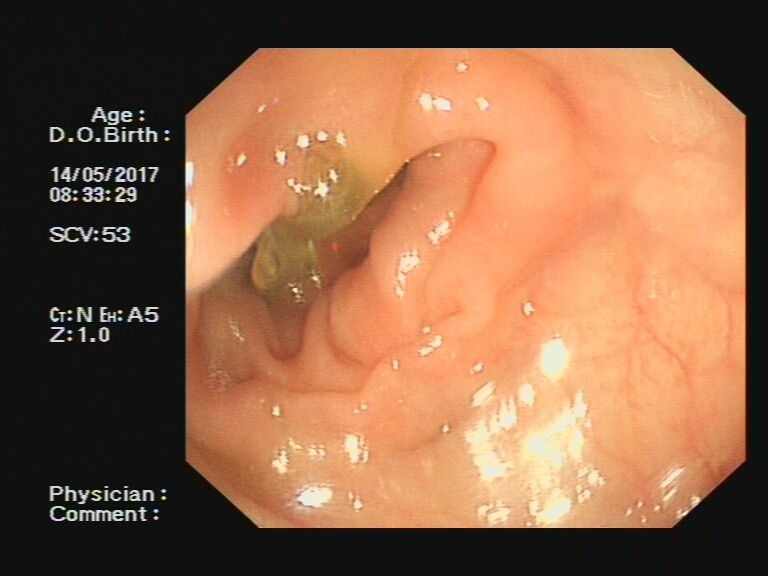 Age:
D.O.Birth:
14/05/2017
08:33:29
SCV:53
CT:N EH:A5
Z:1.0
Physician:
Comment: